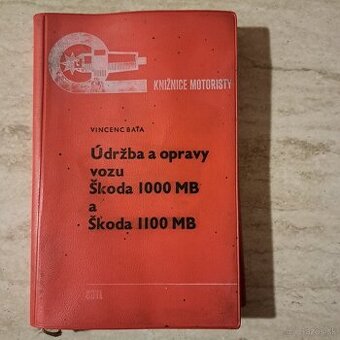 KNIŽNICE MOTORISTY
VINCENC BAŤA
Údržba a opravy
vozu
Škoda 1000 MB
a
Škoda 1100 MB
SNTL